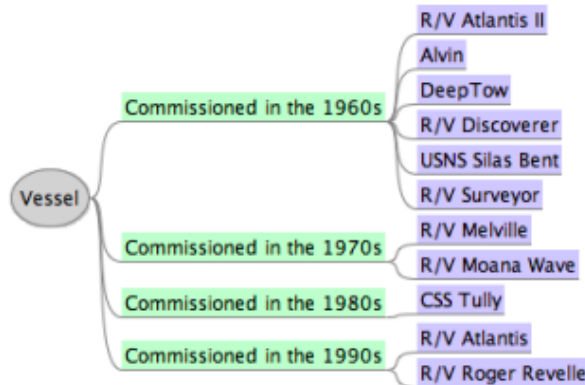 Vessel
Commissioned in the 1960s
R/V Atlantis II
Alvin
DeepTow
R/V Discoverer
USNS Silas Bent
R/V Surveyor
Commissioned in the 1970s
R/V Melville
R/V Moana Wave
Commissioned in the 1980s
CSS Tully
Commissioned in the 1990s
R/V Atlantis
R/V Roger Revelle